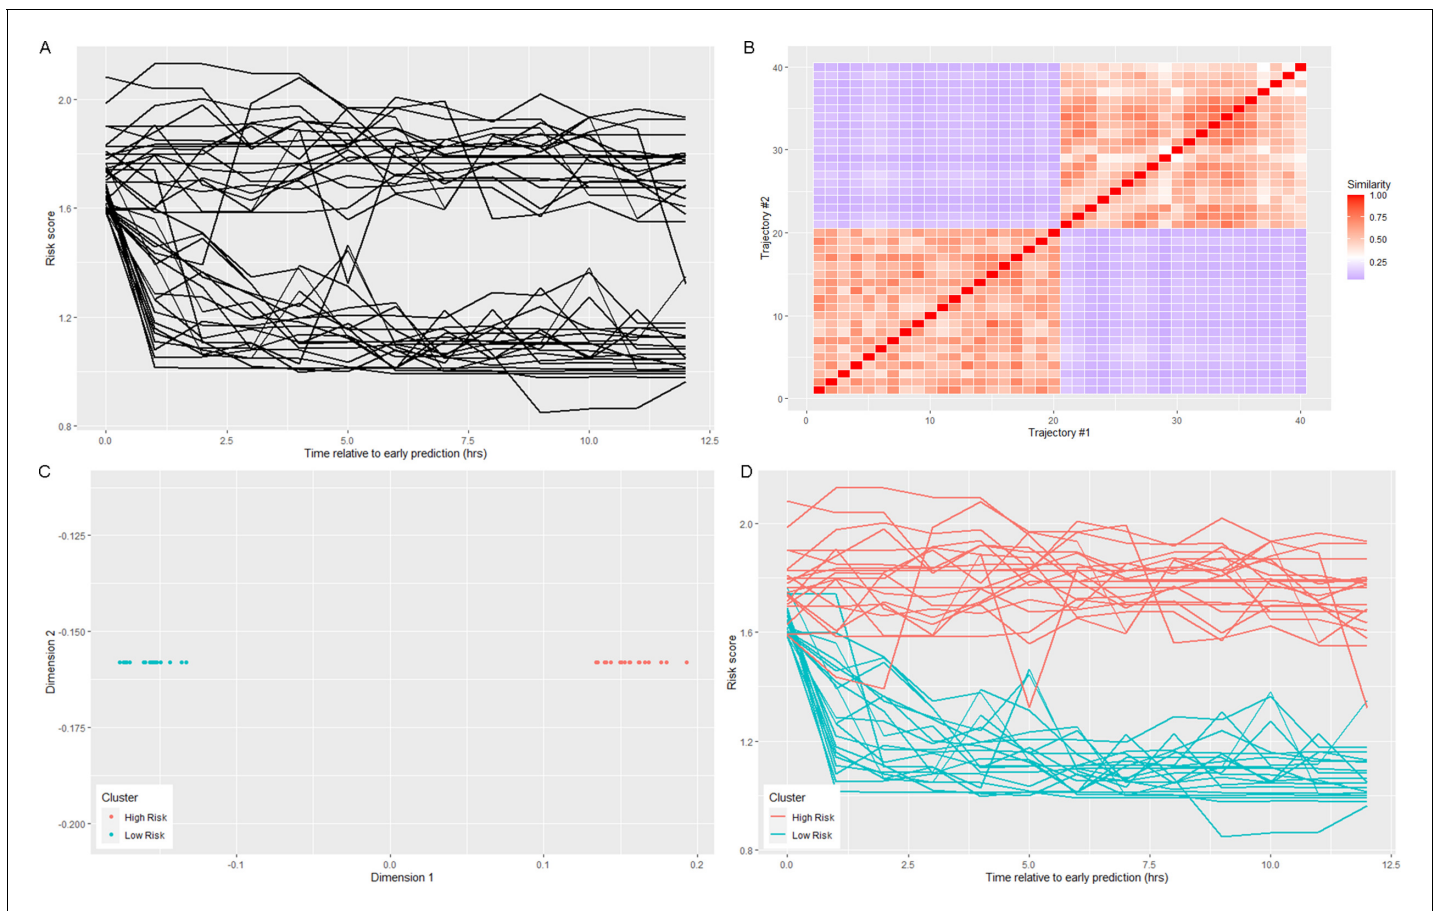 A
Risk score
2.0
1.6
1.2
0.8
0.0 2.5 5.0 7.5 10.0 12.5
Time relative to early prediction (hrs)
B
Trajectory #2
40
30
20
10
0
0 10 20 30 40
Trajectory #1
Similarity
1.00
0.75
0.50
0.25
C
Dimension 2
-0.125
-0.150
-0.175
-0.200
Cluster
High Risk
Low Risk
-0.1 0.0 0.1 0.2
Dimension 1
D
Risk score
2.0
1.6
1.2
0.8
Cluster
High Risk
Low Risk
0.0 2.5 5.0 7.5 10.0 12.5
Time relative to early prediction (hrs)